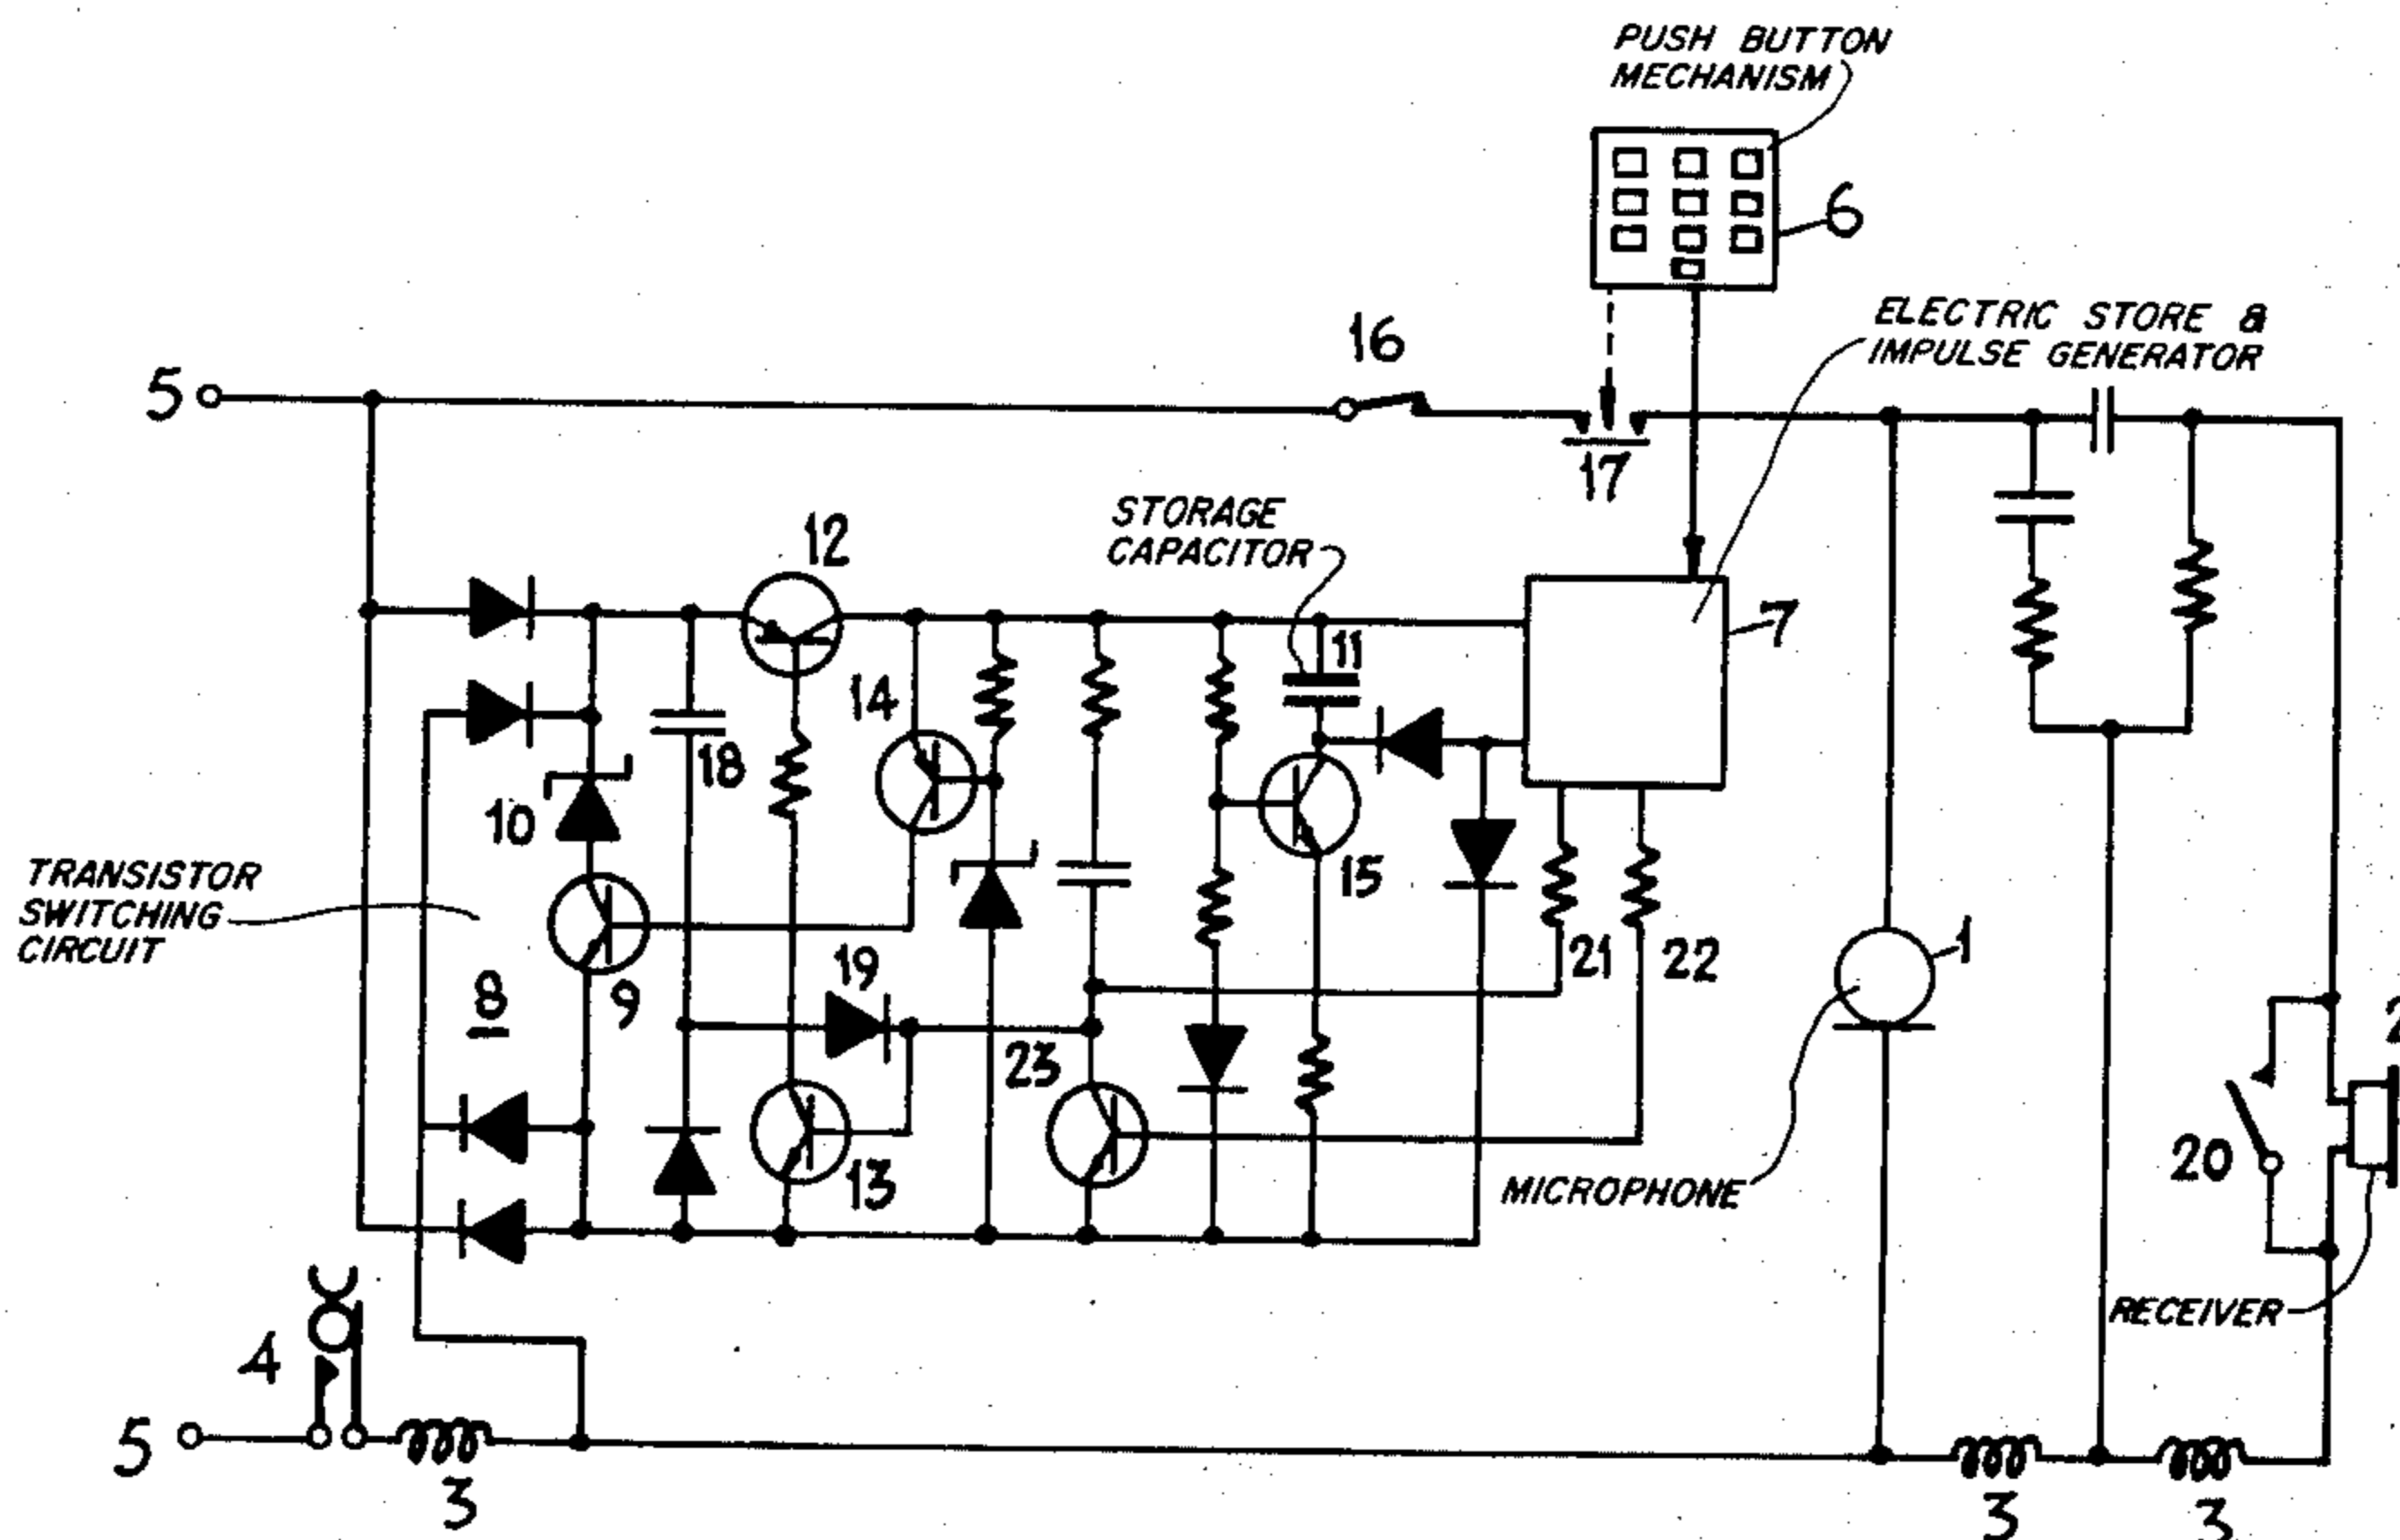 PUSH BUTTON
MECHANISM
6
ELECTRIC STORE &
IMPULSE GENERATOR
16
5
17
STORAGE
CAPACITOR
12
11
7
14
18
10
15
TRANSISTOR
SWITCHING
CIRCUIT
19
21
22
1
8
9
23
2
13
20
MICROPHONE
4
RECEIVER
5
3
3
3